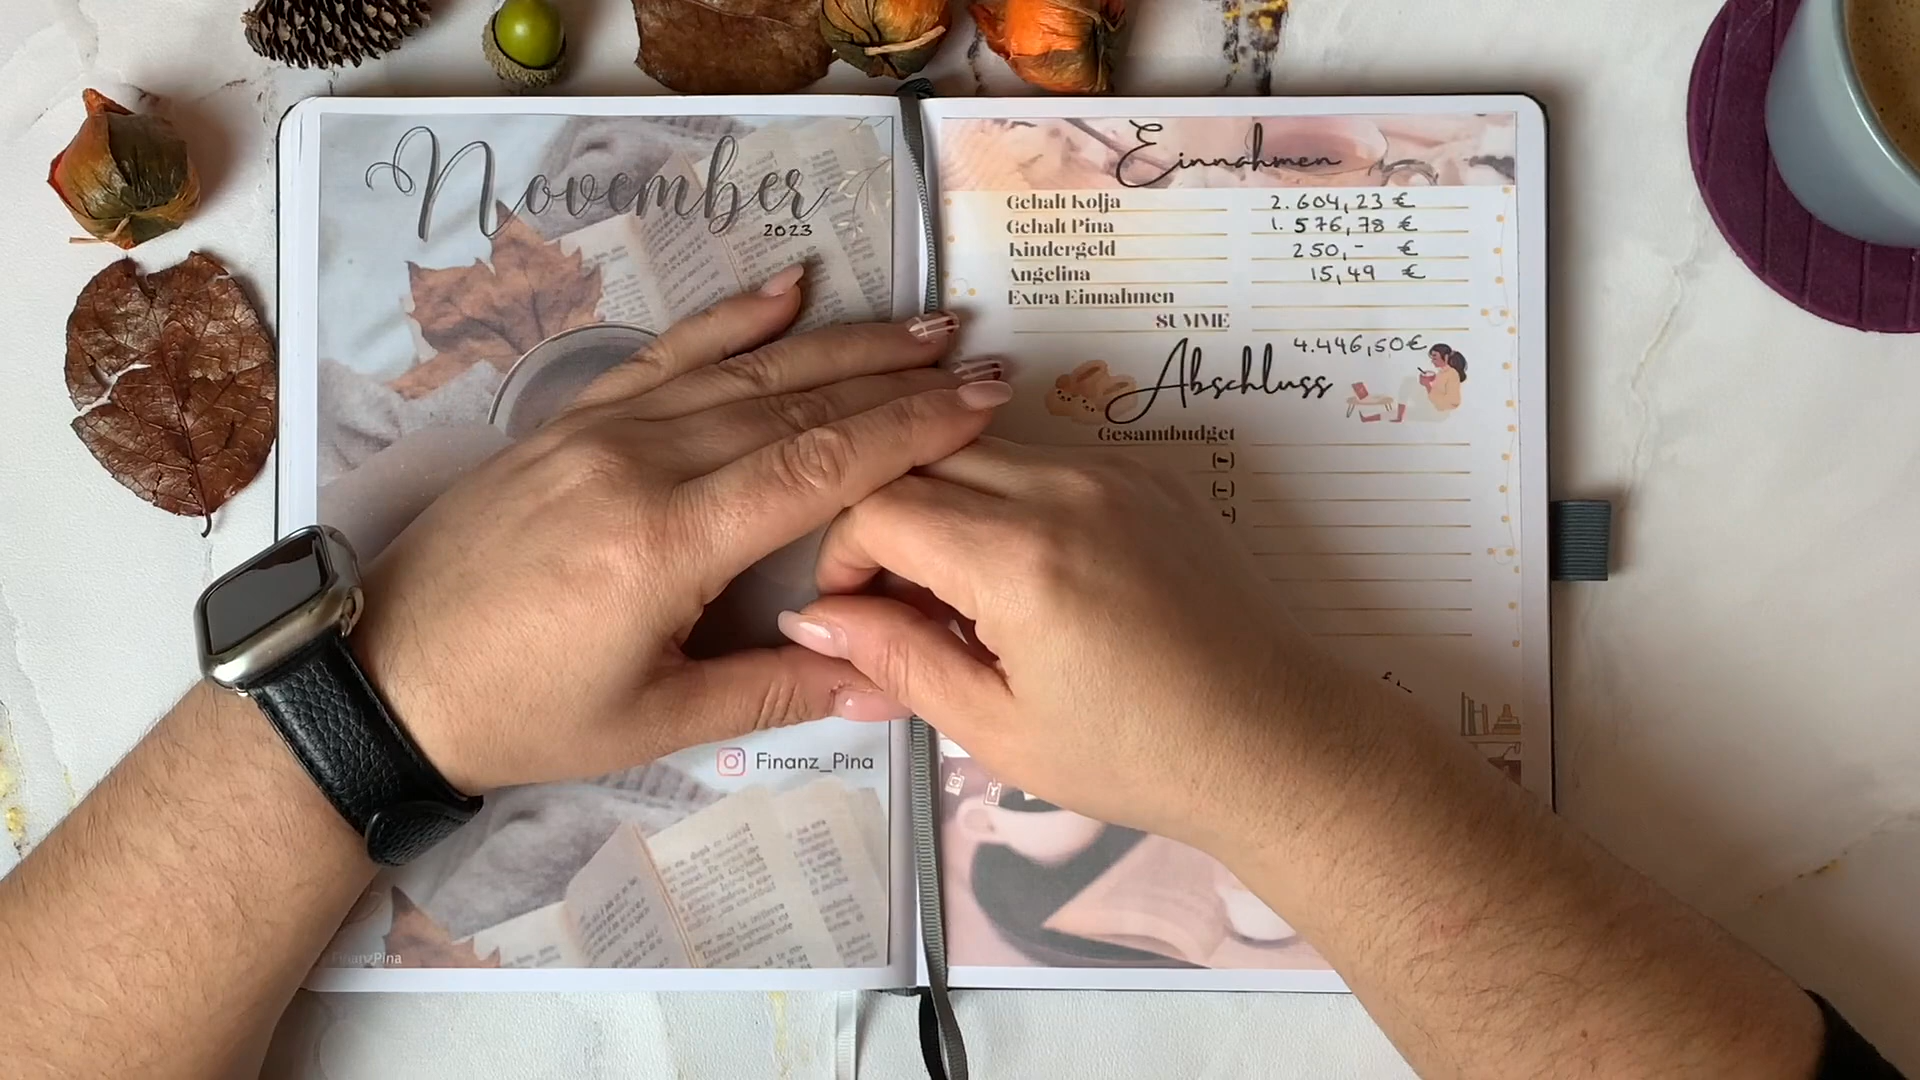 November
2023
Finanz_Pina
FinanzPina
Einnahmen
Gehalt Kolja 2.604,23 €
Gehalt Pina 1.576,78 €
Kindergeld 250,- €
Angelina 15,49 €
Extra Einnahmen
SUMME
4.446,50€
Abschluss
Gesamtbudget
(-)
(-)
-)